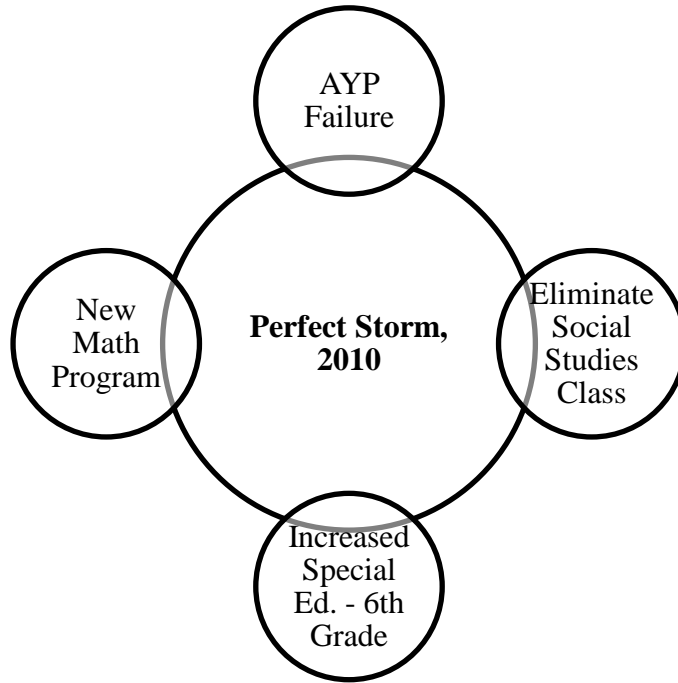 AYP
Failure
New
Math
Program
Perfect Storm,
2010
Eliminate
Social
Studies
Class
Increased
Special
Ed. - 6th
Grade